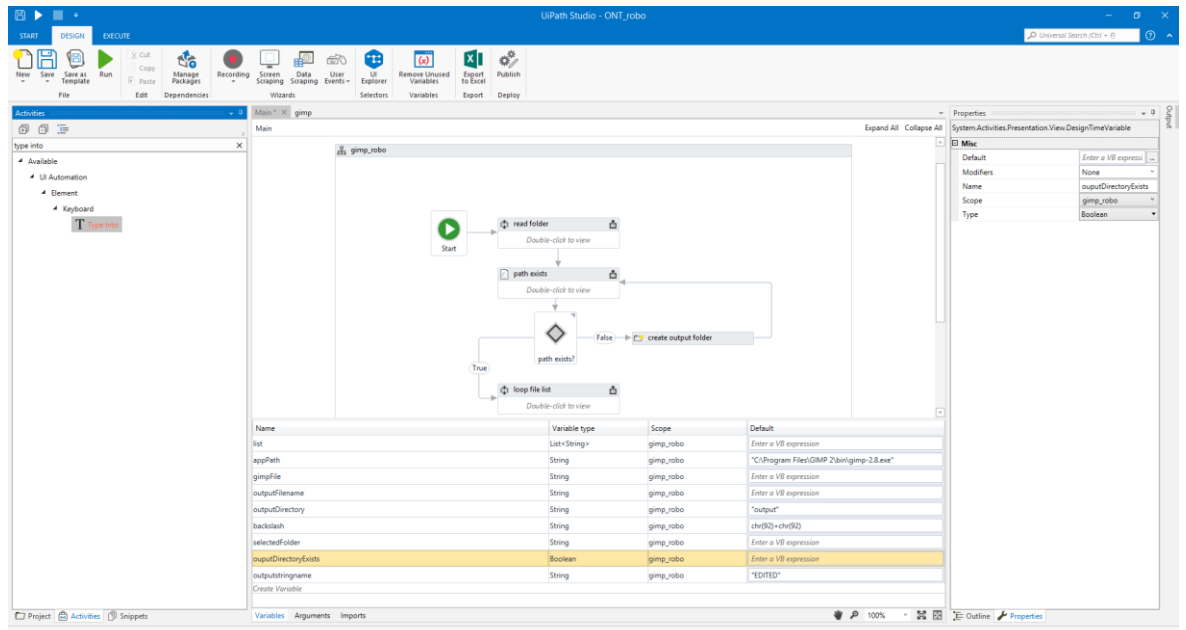 UiPath Studio - ONT_robo
START DESIGN EXECUTE
Universal Search (Ctrl + F)
New Save Save as Template Run
Cut
Copy
Paste
Manage Packages
Recording
Screen Scraping
Data Scraping
User Events
UI Explorer
Remove Unused Variables
Export to Excel
Publish
File Edit Dependencies Wizards Selectors Variables Export Deploy
Activities
type into
Available
UI Automation
Element
Keyboard
Type Into
Project Activities Snippets
Main * gimp
Main Expand All Collapse All
gimp_robo
Start
read folder
Double-click to view
path exists
Double-click to view
path exists?
False
create output folder
True
loop file list
Double-click to view
Name Variable type Scope Default
list List<String> gimp_robo Enter a VB expression
appPath String gimp_robo "C:\Program Files\GIMP 2\bin\gimp-2.8.exe"
gimpFile String gimp_robo Enter a VB expression
outputFilename String gimp_robo Enter a VB expression
outputDirectory String gimp_robo "output"
backslash String gimp_robo chr(92)+chr(92)
selectedFolder String gimp_robo Enter a VB expression
ouputDirectoryExists Boolean gimp_robo Enter a VB expression
outputstringname String gimp_robo "EDITED"
Create Variable
Variables Arguments Imports
100%
Properties
System.Activities.Presentation.View.DesignTimeVariable
Misc
Default Enter a VB expressi ...
Modifiers None
Name ouputDirectoryExists
Scope gimp_robo
Type Boolean
Outline Properties
Output